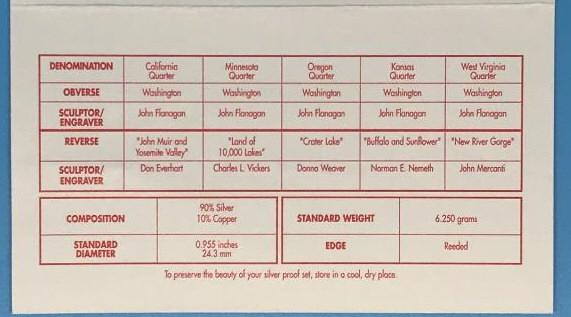 DENOMINATION California Quarter Minnesota Quarter Oregon Quarter Kansas Quarter West Virginia Quarter
OBVERSE Washington Washington Washington Washington Washington
SCULPTOR/ENGRAVER John Flanagan John Flanagan John Flanagan John Flanagan John Flanagan
REVERSE "John Muir and Yosemite Valley" "Land of 10,000 Lakes" "Crater Lake" "Buffalo and Sunflower" "New River Gorge"
SCULPTOR/ENGRAVER Don Everhart Charles L. Vickers Donna Weaver Norman E. Nemeth John Mercanti
COMPOSITION 90% Silver 10% Copper STANDARD WEIGHT 6.250 grams
STANDARD DIAMETER 0.955 inches 24.3 mm EDGE Reeded
To preserve the beauty of your silver proof set, store in a cool, dry place.